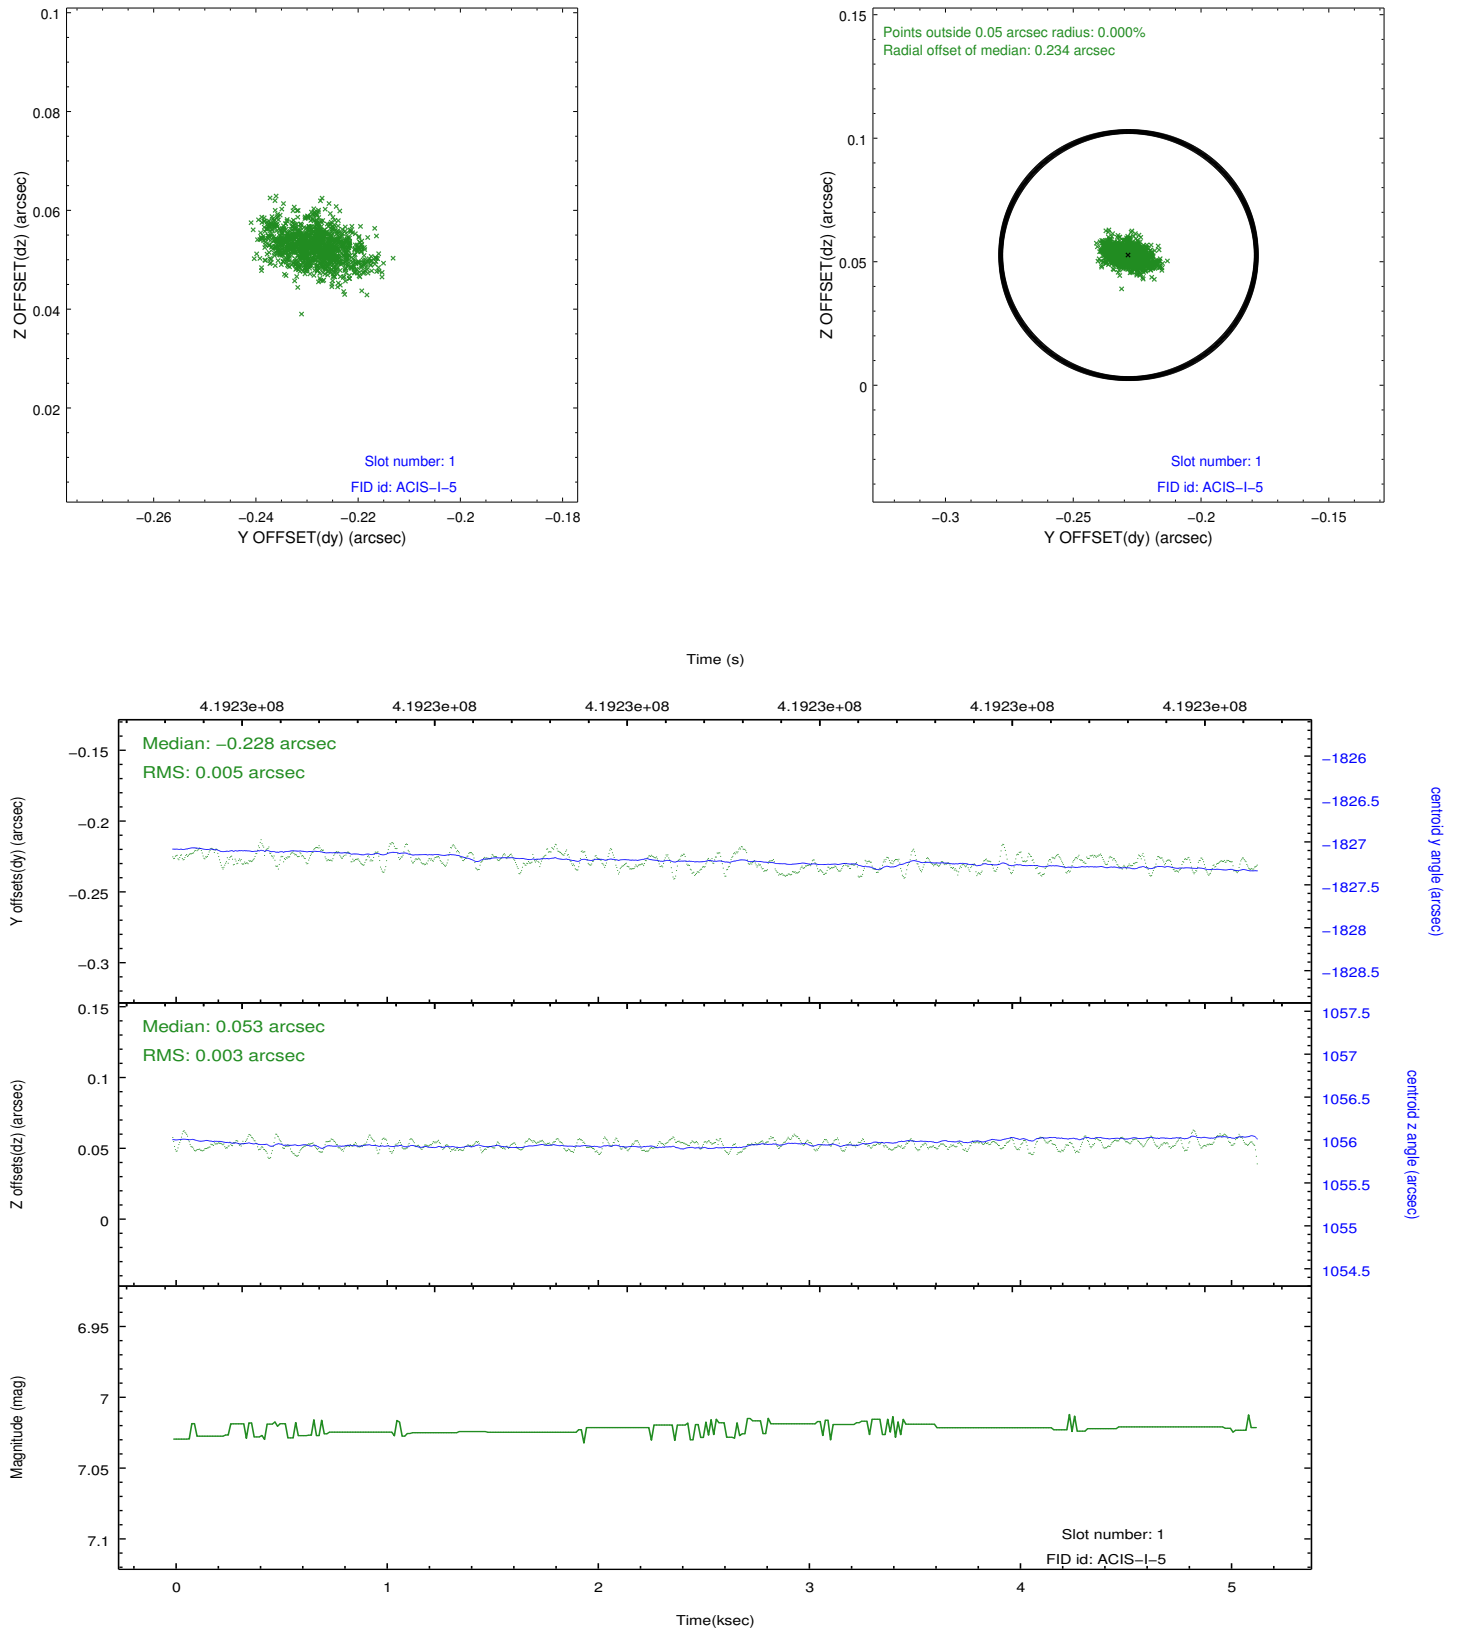 0.1
0.08
0.06
0.04
0.02
Z OFFSET(dz) (arcsec)
−0.26 −0.24 −0.22 −0.2 −0.18
Y OFFSET(dy) (arcsec)
Slot number: 1
FID id: ACIS−I−5
Points outside 0.05 arcsec radius: 0.000%
Radial offset of median: 0.234 arcsec
0.15
0.1
0.05
0
Z OFFSET(dz) (arcsec)
−0.3 −0.25 −0.2 −0.15
Y OFFSET(dy) (arcsec)
Slot number: 1
FID id: ACIS−I−5
Time (s)
4.1923e+08 4.1923e+08 4.1923e+08 4.1923e+08 4.1923e+08 4.1923e+08
Median: −0.228 arcsec
RMS: 0.005 arcsec
−0.15
−0.2
−0.25
−0.3
Y offsets(dy) (arcsec)
−1826
−1826.5
−1827
−1827.5
−1828
−1828.5
centroid y angle (arcsec)
Median: 0.053 arcsec
RMS: 0.003 arcsec
0.15
0.1
0.05
0
Z offsets(dz) (arcsec)
1057.5
1057
1056.5
1056
1055.5
1055
1054.5
centroid z angle (arcsec)
6.95
7
7.05
7.1
Magnitude (mag)
Slot number: 1
FID id: ACIS−I−5
0 1 2 3 4 5
Time(ksec)